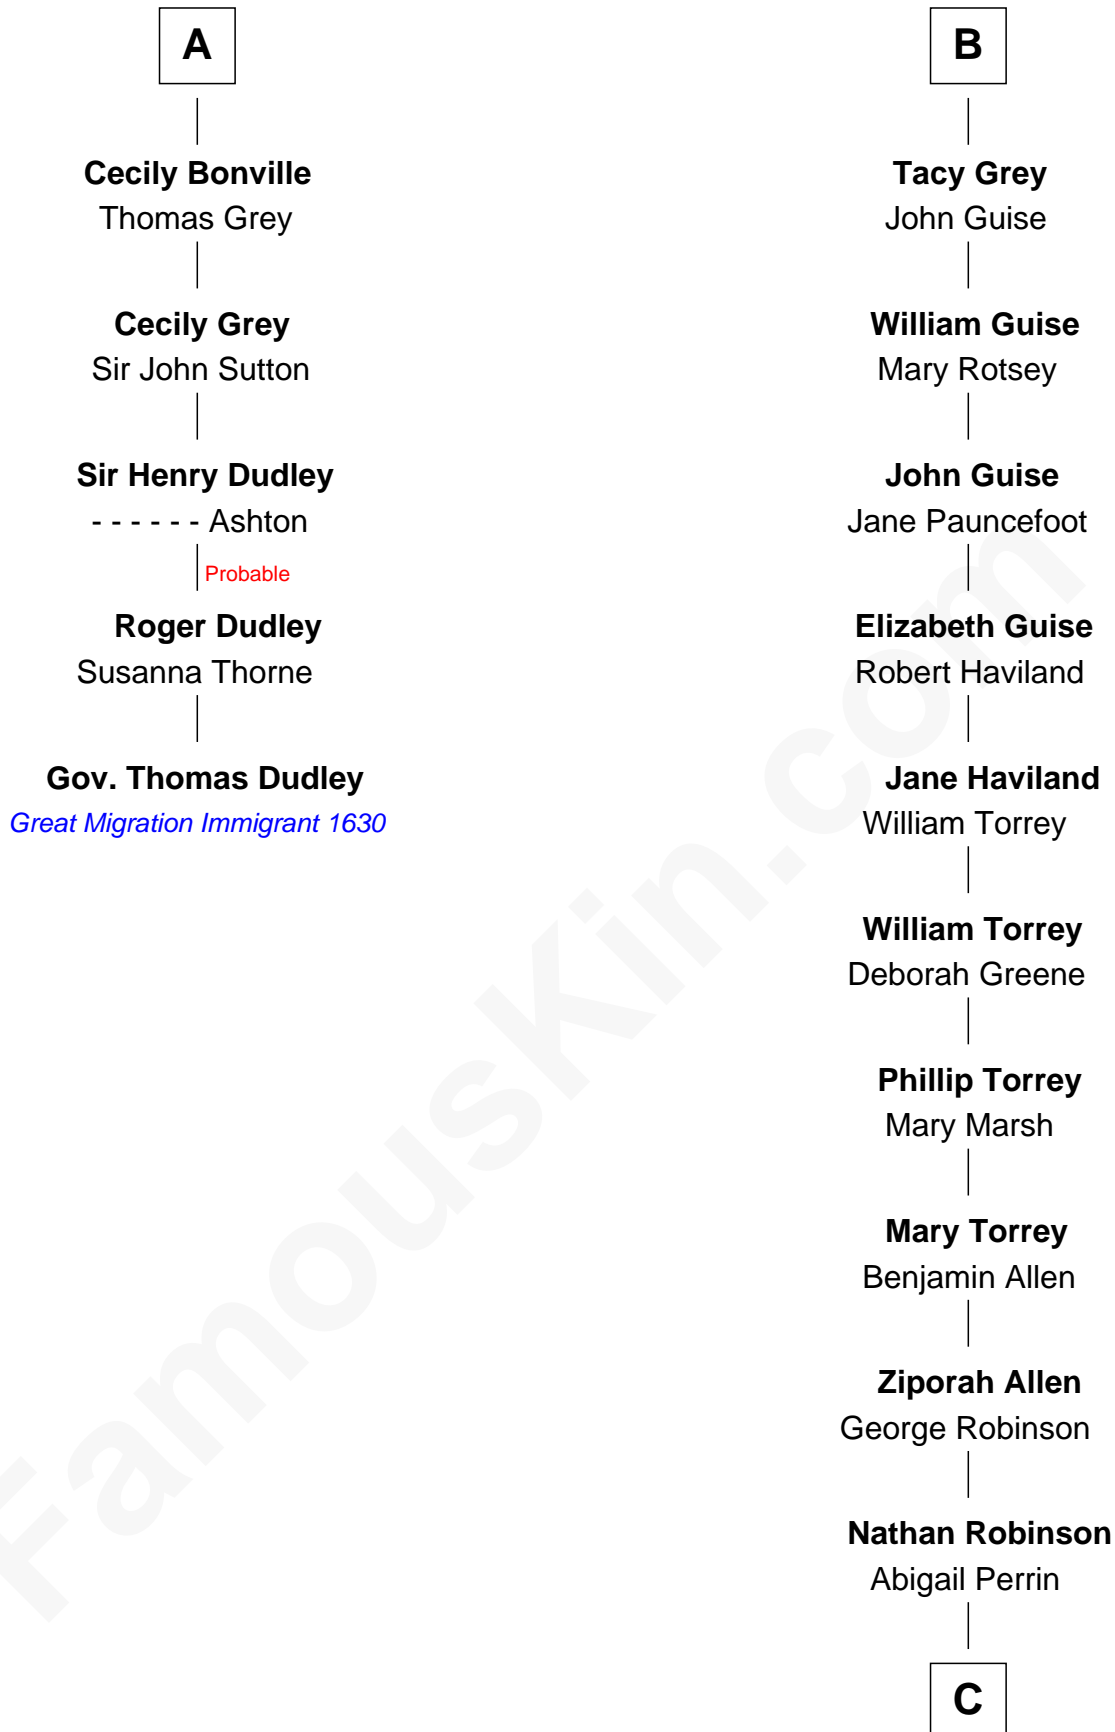 A
Cecily Bonville
Thomas Grey
Cecily Grey
Sir John Sutton
Sir Henry Dudley
- - - - - - Ashton
Probable
Roger Dudley
Susanna Thorne
Gov. Thomas Dudley
Great Migration Immigrant 1630
B
Tacy Grey
John Guise
William Guise
Mary Rotsey
John Guise
Jane Pauncefoot
Elizabeth Guise
Robert Haviland
Jane Haviland
William Torrey
William Torrey
Deborah Greene
Phillip Torrey
Mary Marsh
Mary Torrey
Benjamin Allen
Ziporah Allen
George Robinson
Nathan Robinson
Abigail Perrin
C
FamousKin.com